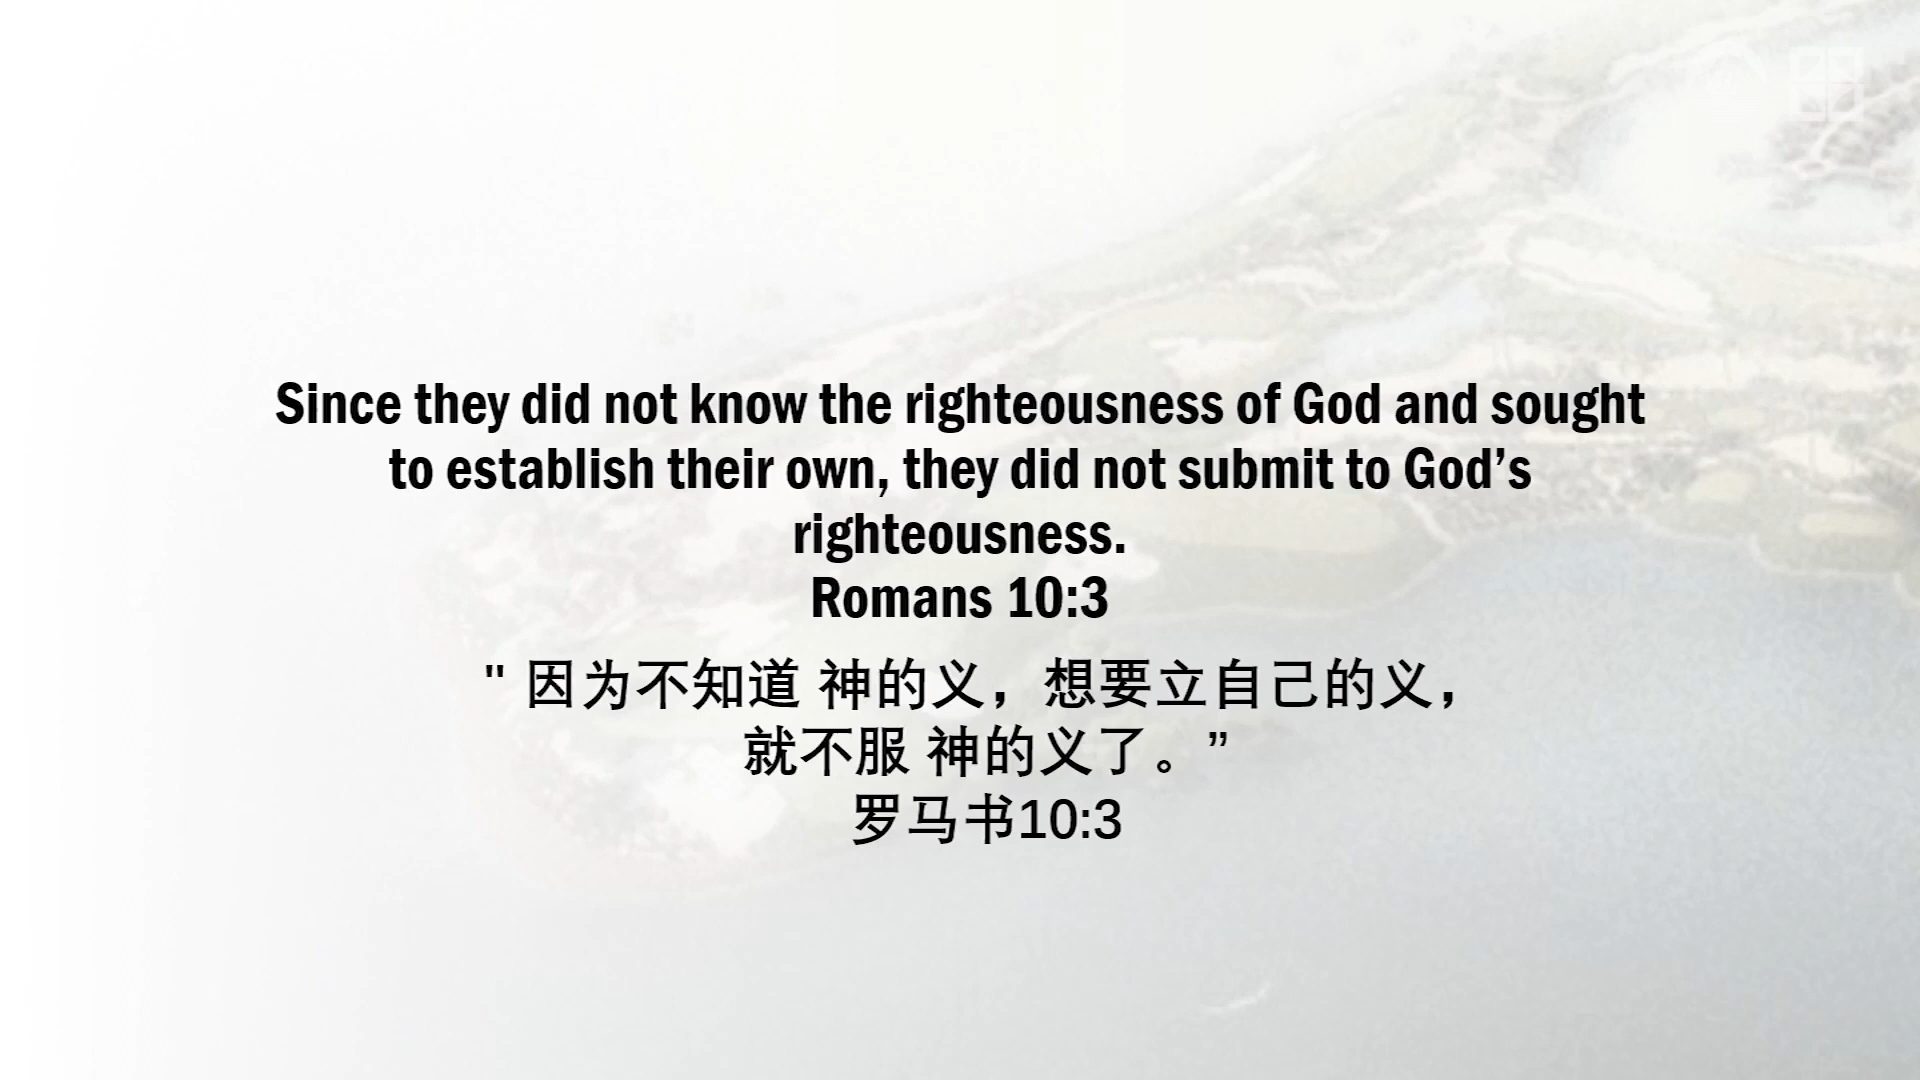 Since they did not know the righteousness of God and sought
to establish their own, they did not submit to God’s
righteousness.
Romans 10:3
" 因为不知道 神的义，想要立自己的义，
就不服 神的义了。”
罗马书10:3